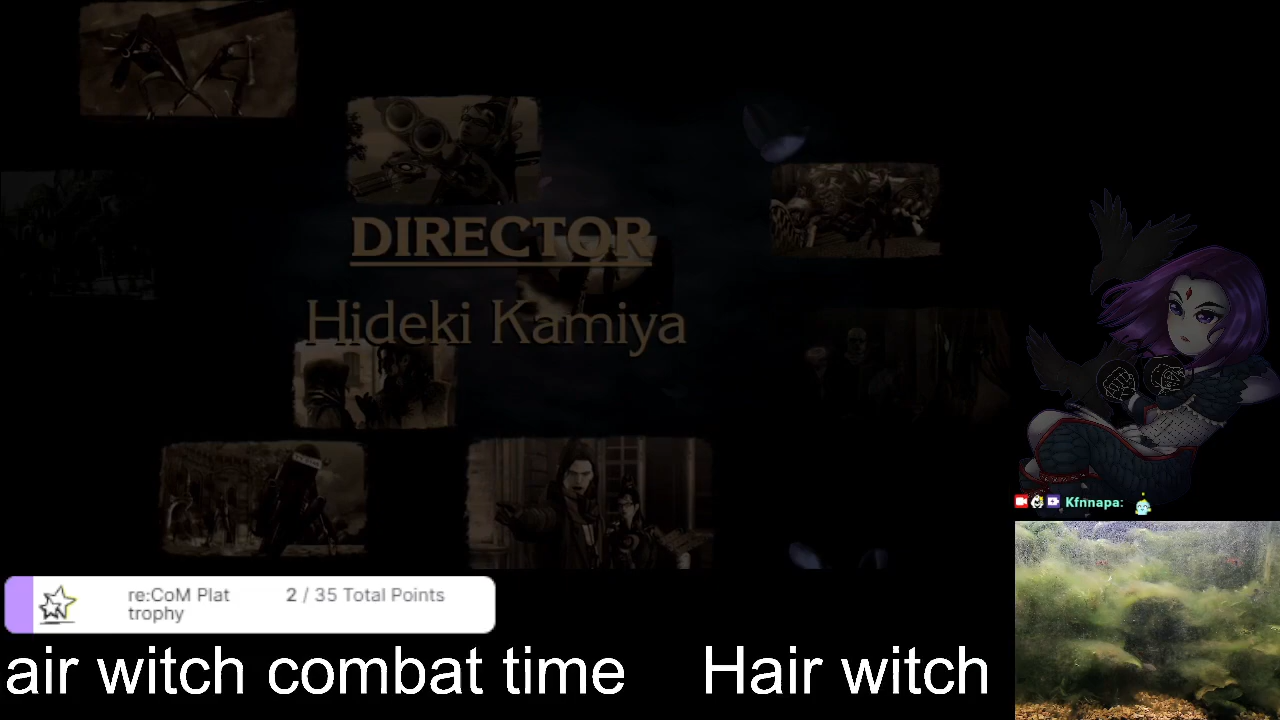 DIRECTOR
Hideki Kamiya
Kfnnapa:
re:CoM Plat trophy
2 / 35 Total Points
air witch combat time Hair witch